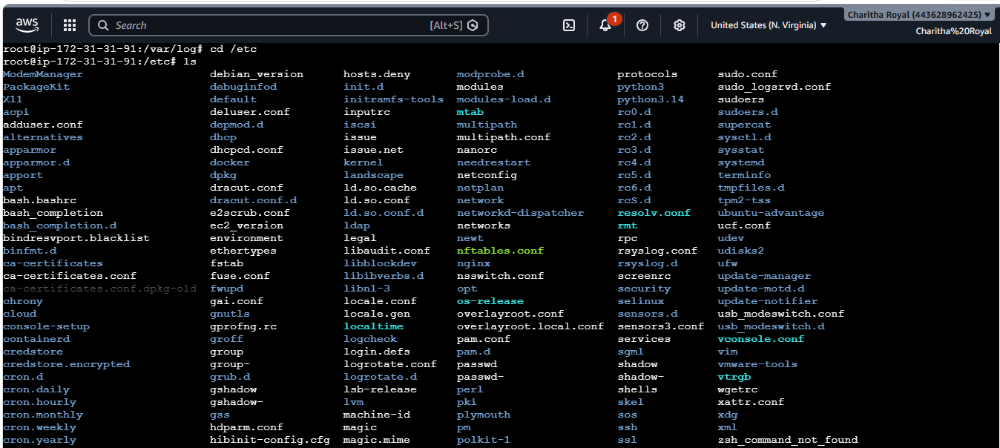 aws
Search [Alt+S]
1
United States (N. Virginia) ▼
Charitha Royal (443628962425) ▼
Charitha%20Royal
root@ip-172-31-31-91:/var/log# cd /etc
root@ip-172-31-31-91:/etc# ls
ModemManager debian_version hosts.deny modprobe.d protocols sudo.conf
PackageKit debuginfod init.d modules python3 sudo_logsrvd.conf
X11 default initramfs-tools modules-load.d python3.14 sudoers
acpi deluser.conf inputrc mtab rc0.d sudoers.d
adduser.conf depmod.d iscsi multipath rc1.d supercat
alternatives dhcp issue multipath.conf rc2.d sysctl.d
apparmor dhcpcd.conf issue.net nanorc rc3.d sysstat
apparmor.d docker kernel needrestart rc4.d systemd
apport dpkg landscape netconfig rc5.d terminfo
apt dracut.conf ld.so.cache netplan rc6.d tmpfiles.d
bash.bashrc dracut.conf.d ld.so.conf network rcS.d tpm2-tss
bash_completion e2scrub.conf ld.so.conf.d networkd-dispatcher resolv.conf ubuntu-advantage
bash_completion.d ec2_version ldap networks rmt ucf.conf
bindresvport.blacklist environment legal newt rpc udev
binfmt.d ethertypes libaudit.conf nftables.conf rsyslog.conf udisks2
ca-certificates fstab libblockdev nginx rsyslog.d ufw
ca-certificates.conf fuse.conf libibverbs.d nsswitch.conf screenrc update-manager
ca-certificates.conf.dpkg-old fwupd libnl-3 opt security update-motd.d
chrony gai.conf locale.conf os-release selinux update-notifier
cloud gnutls locale.gen overlayroot.conf sensors.d usb_modeswitch.conf
console-setup gprofng.rc localtime overlayroot.local.conf sensors3.conf usb_modeswitch.d
containerd groff logcheck pam.conf services vconsole.conf
credstore group login.defs pam.d sgml vim
credstore.encrypted group- logrotate.conf passwd shadow vmware-tools
cron.d grub.d logrotate.d passwd- shadow- vtrgb
cron.daily gshadow lsb-release perl shells wgetrc
cron.hourly gshadow- lvm pki skel xattr.conf
cron.monthly gss machine-id plymouth sos xdg
cron.weekly hdparm.conf magic pm ssh xml
cron.yearly hibinit-config.cfg magic.mime polkit-1 ssl zsh_command_not_found